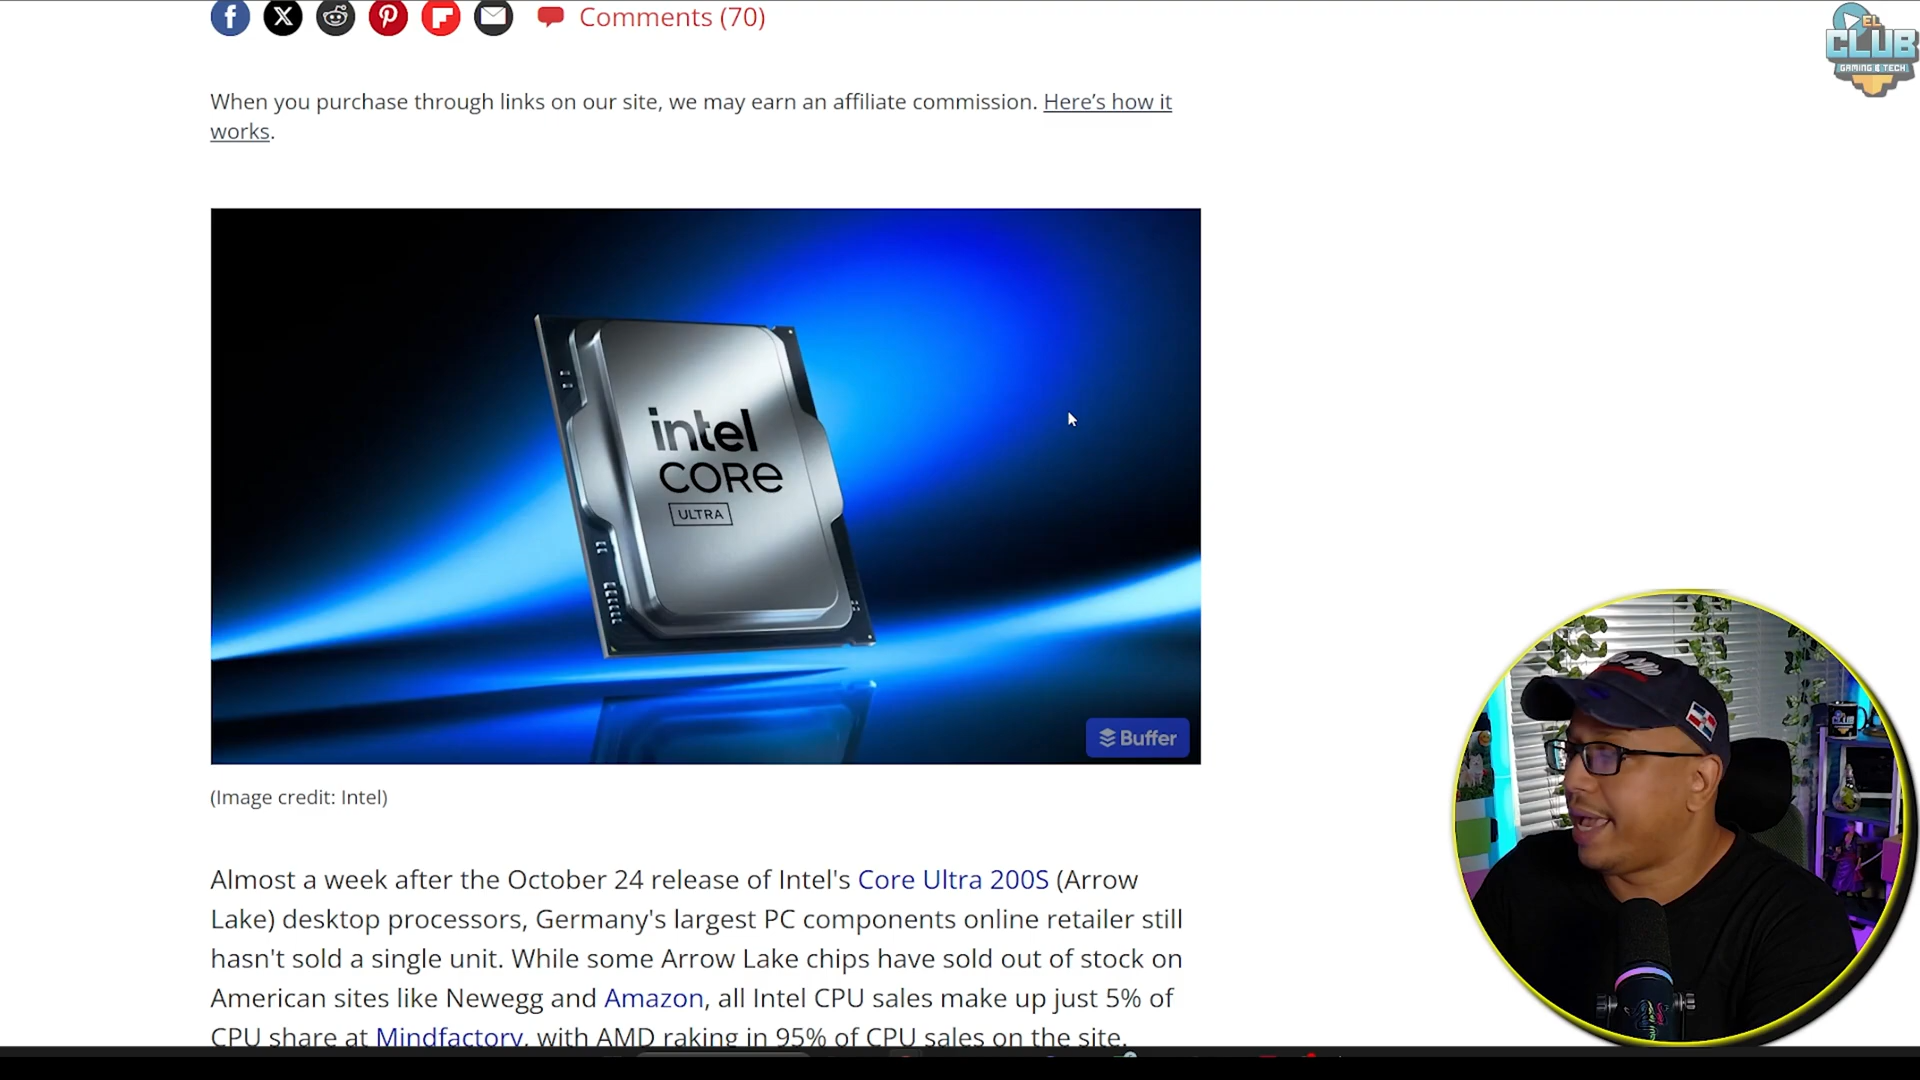 Comments (70)
EL
CLUB
GAMING & TECH
When you purchase through links on our site, we may earn an affiliate commission. Here's how it
works.
intel
CORE
ULTRA
Buffer
(Image credit: Intel)
Almost a week after the October 24 release of Intel's Core Ultra 200S (Arrow
Lake) desktop processors, Germany's largest PC components online retailer still
hasn't sold a single unit. While some Arrow Lake chips have sold out of stock on
American sites like Newegg and Amazon, all Intel CPU sales make up just 5% of
CPU share at Mindfactory, with AMD raking in 95% of CPU sales on the site.